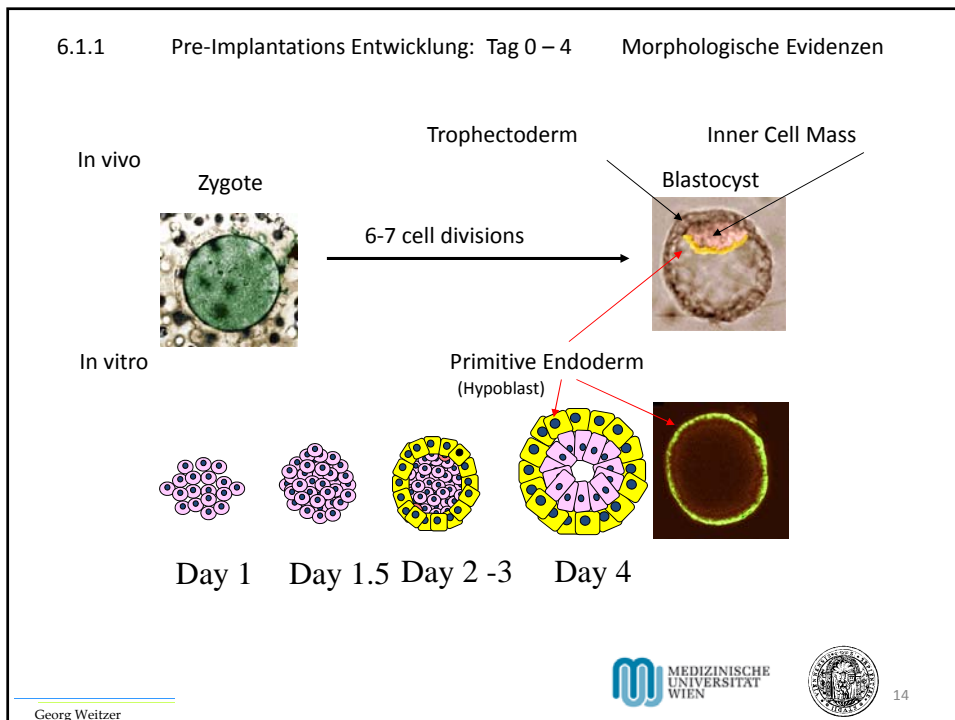 6.1.1 Pre-Implantations Entwicklung: Tag 0 – 4 Morphologische Evidenzen
Trophectoderm Inner Cell Mass
In vivo
Zygote Blastocyst
6-7 cell divisions
In vitro Primitive Endoderm
(Hypoblast)
Day 1 Day 1.5 Day 2 -3 Day 4
MEDIZINISCHE
UNIVERSITÄT
WIEN
14
Georg Weitzer